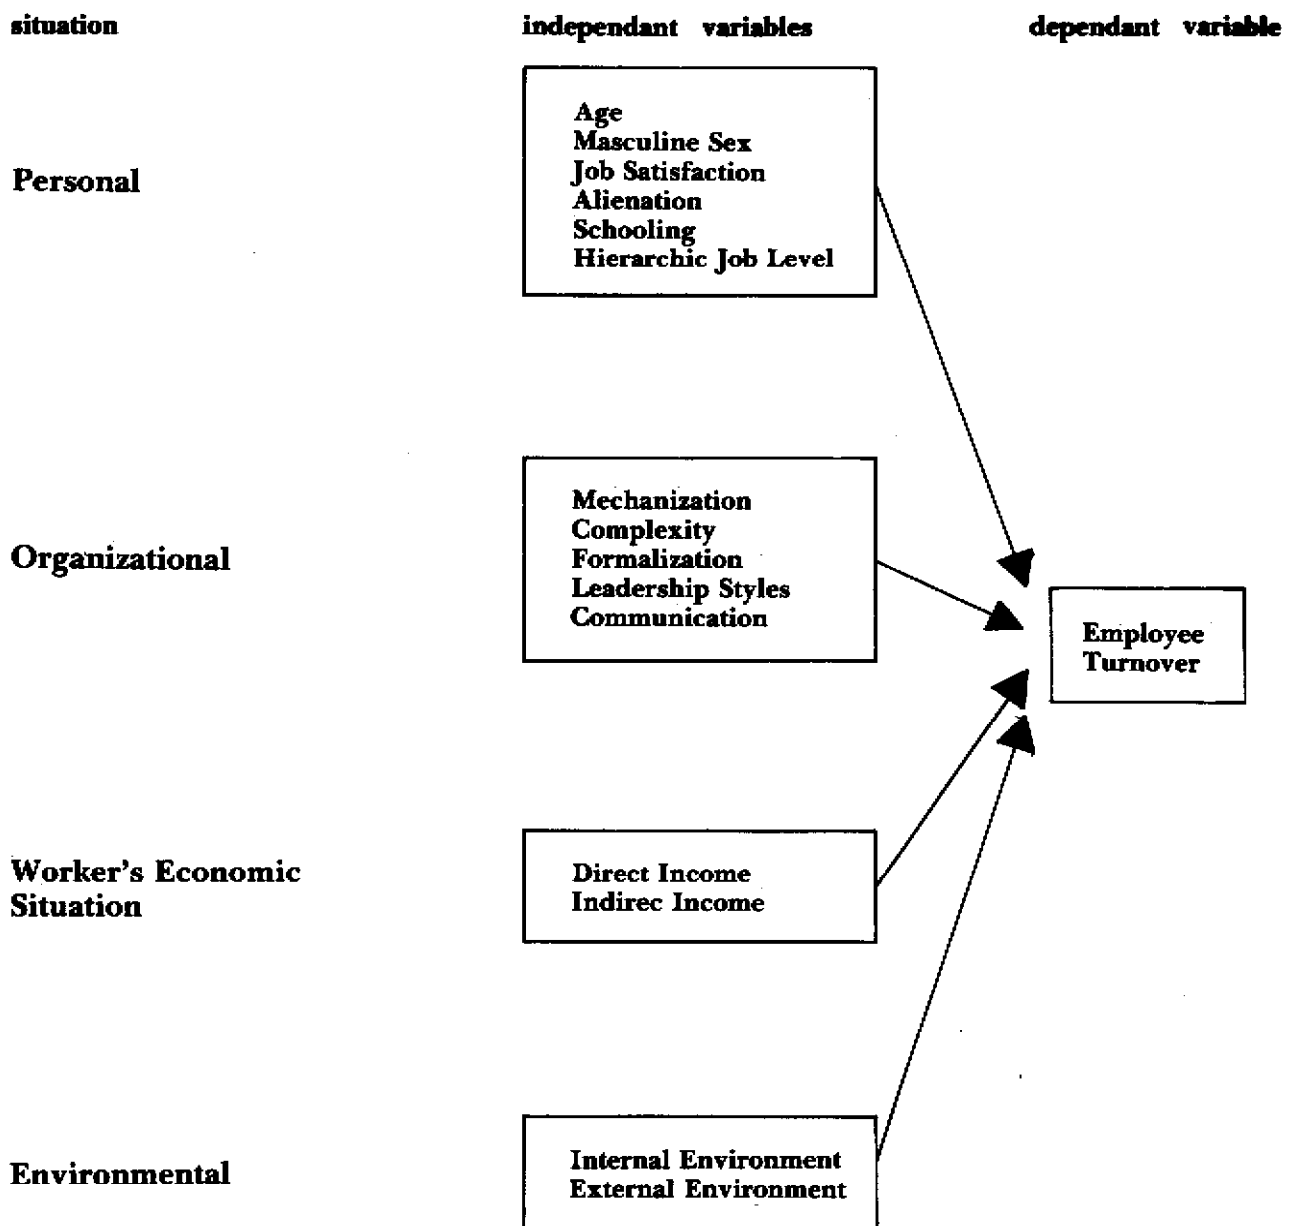 situation independant variables dependant variable
Personal
Age
Masculine Sex
Job Satisfaction
Alienation
Schooling
Hierarchic Job Level
Organizational
Mechanization
Complexity
Formalization
Leadership Styles
Communication
Employee
Turnover
Worker's Economic
Situation
Direct Income
Indirec Income
Environmental
Internal Environment
External Environment